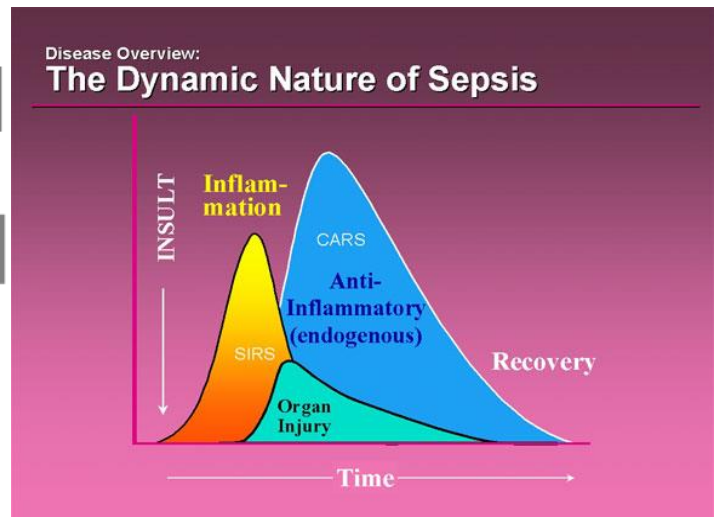 Disease Overview:
The Dynamic Nature of Sepsis
INSULT
Inflam-
mation
CARS
Anti-
Inflammatory
(endogenous)
SIRS
Recovery
Organ
Injury
Time